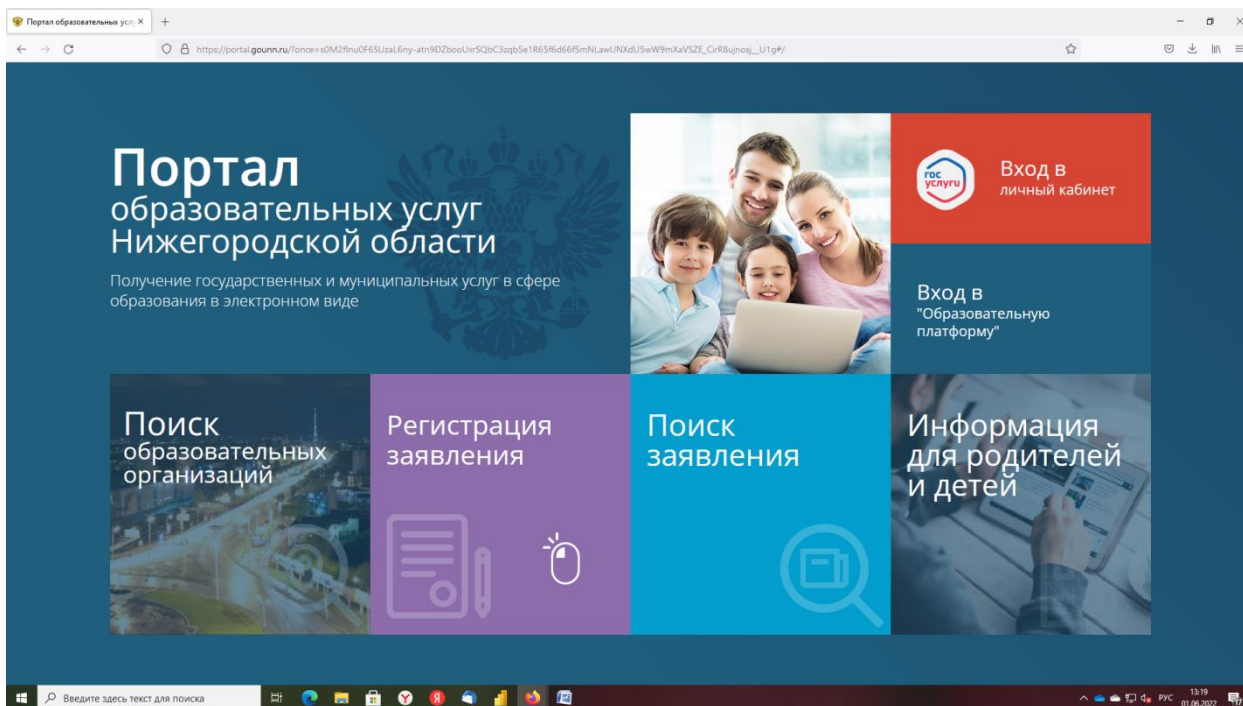 Портал образовательных усл
https://portal.gounn.ru/?once=s0M2flnu0F6SUzaL6ny-atn9DZbooUxrSQbC3zqb5e1R65f6d66f5mNLawUNXdU5wW9mXaVSZE_CirR8ujnosj__U1g#/
Портал
образовательных услуг
Нижегородской области
Получение государственных и муниципальных услуг в сфере
образования в электронном виде
гос
услуги
Вход в
личный кабинет
Вход в
"Образовательную
платформу"
Поиск
образовательных
организаций
Регистрация
заявления
Поиск
заявления
Информация
для родителей
и детей
Введите здесь текст для поиска
РУС
13:19
01.06.2022